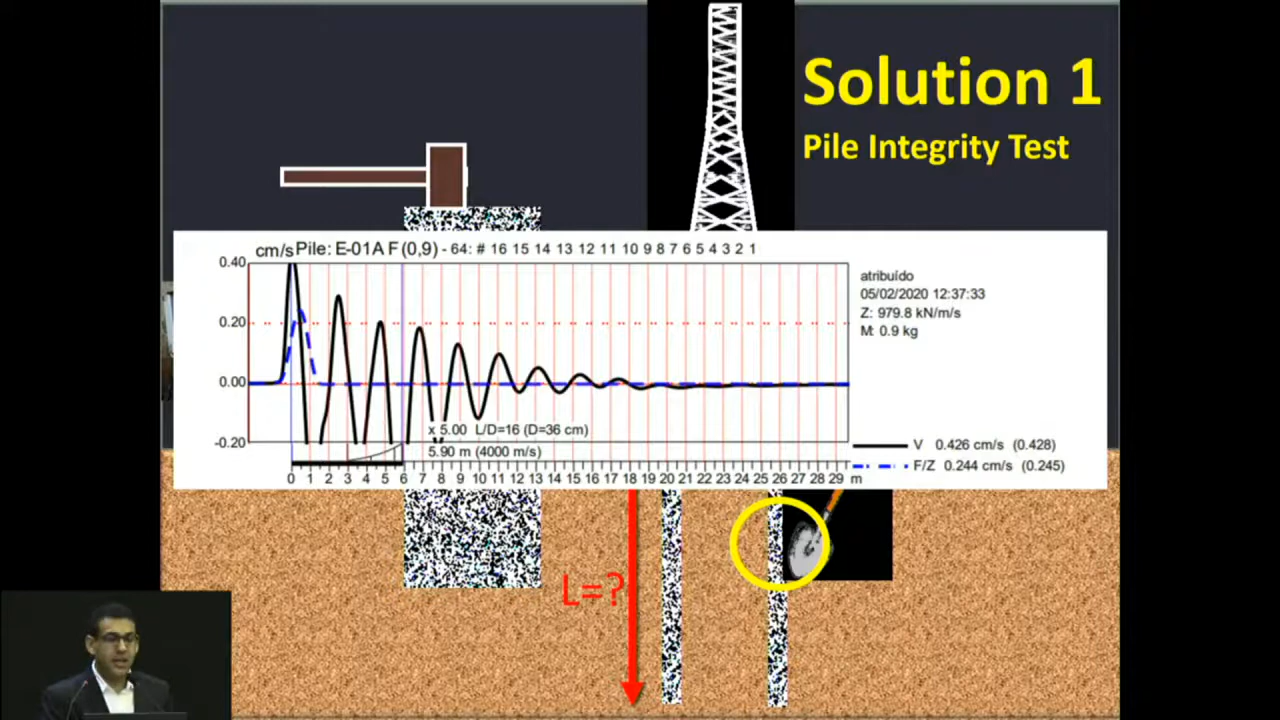 Solution 1
Pile Integrity Test
cm/s Pile: E-01A F (0,9) - 64: # 16 15 14 13 12 11 10 9 8 7 6 5 4 3 2 1
0.40
0.20
0.00
-0.20
atribuído
05/02/2020 12:37:33
Z: 979.8 kN/m/s
M: 0.9 kg
x 5.00 L/D=16 (D=36 cm)
5.90 m (4000 m/s)
V 0.426 cm/s (0.428)
F/Z 0.244 cm/s (0.245)
0 1 2 3 4 5 6 7 8 9 10 11 12 13 14 15 16 17 18 19 20 21 22 23 24 25 26 27 28 29 m
L=?